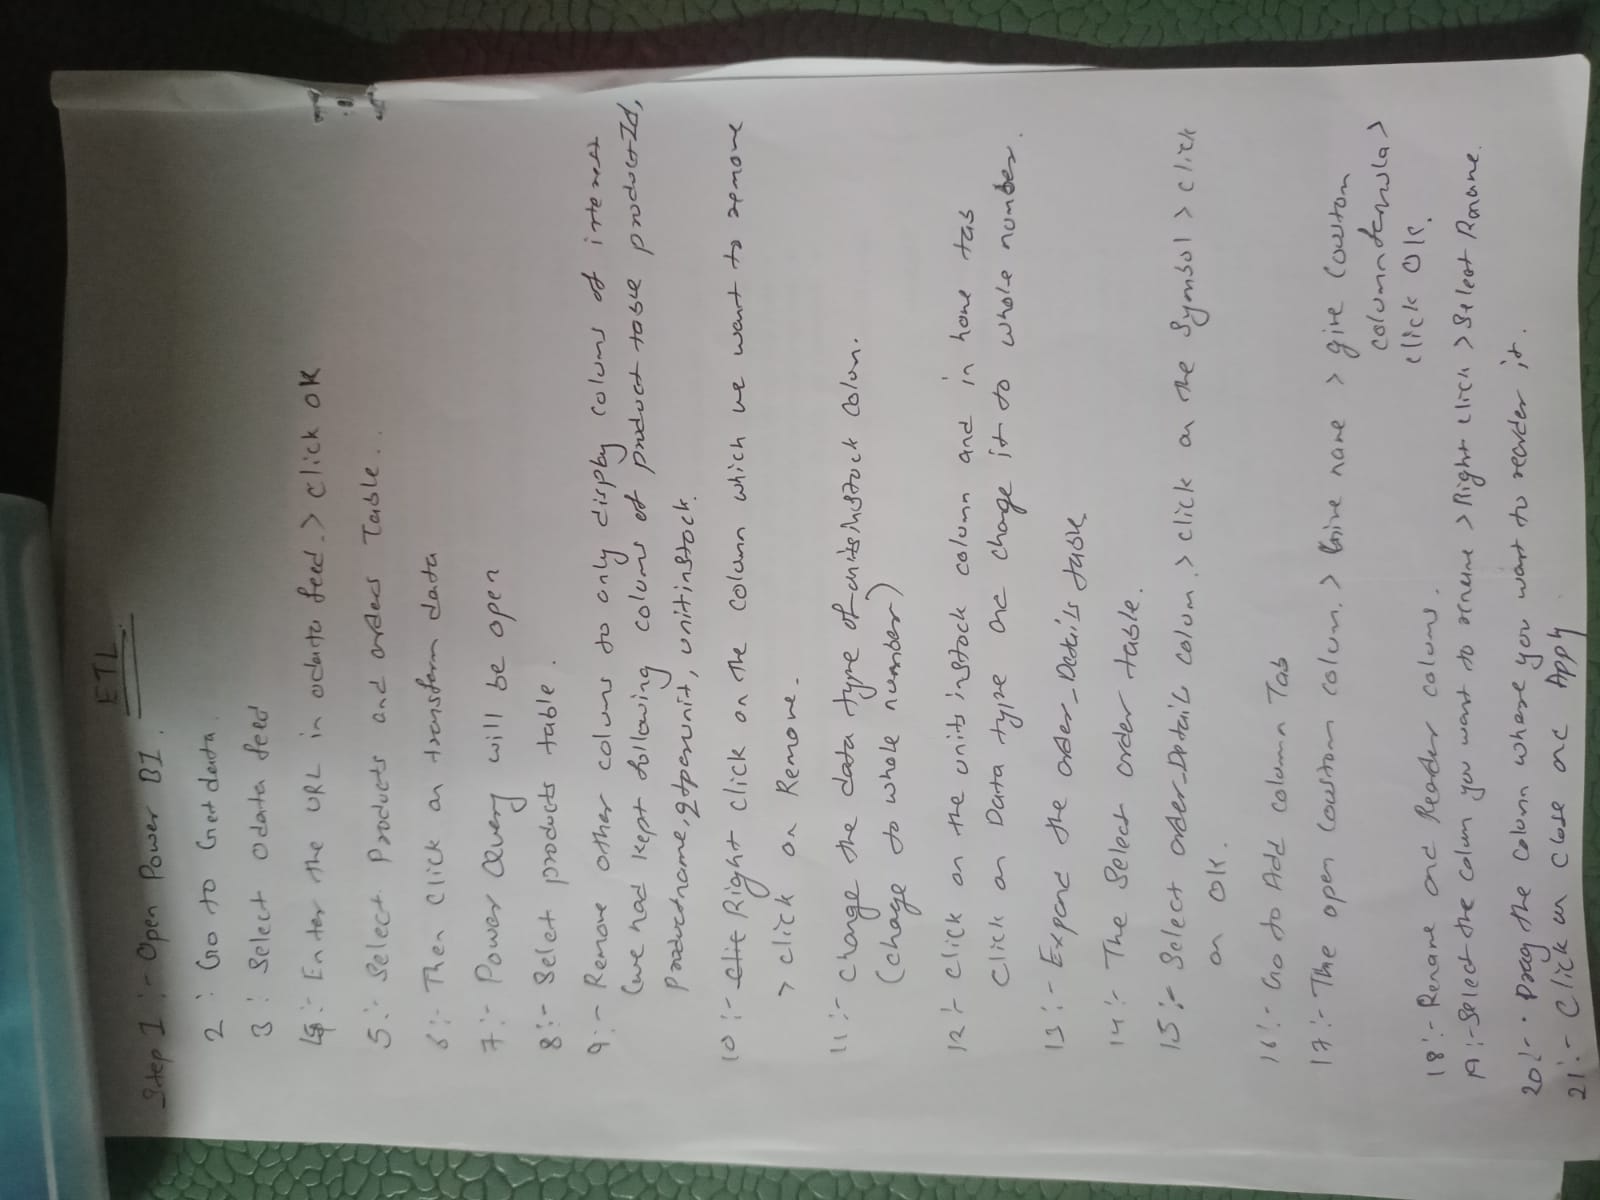 ETL
Step 1 :- Open Power BI.
2 : Go to Get data.
3 : Select odata feed
4 :- Enter the URL in odata feed. > click OK
5 :- Select Products and orders Table.
6 :- Then click on transform data
7 :- Power Query will be open
8 :- Select products table.
9 :- Remove other colums to only display colums of interest
(we had kept following colums of product table productId,
Productname, qtperunit, unitinstock.
10 :- Right click on the column which we want to remove
> click on Remove.
11 :- change the data type of unitsinstock colum.
(change to whole number)
12 :- click on the unitsinstock column and in home tab
click on Data type and change it to whole number.
13 :- Expand the order_Details table
14 :- The Select order table.
15 :- Select order_Details colum. > click on the Symbol > click
on Ok.
16 :- Go to Add column Tab
17 :- The open Coustom colum. > Give name > give Coustom
column formula >
click Ok.
18 :- Rename and Reorder colums.
A :- Select the colum you want to rename > Right click > Select Rename.
20 :- Drag the column where you want to reorder it.
21 :- Click on close and Apply